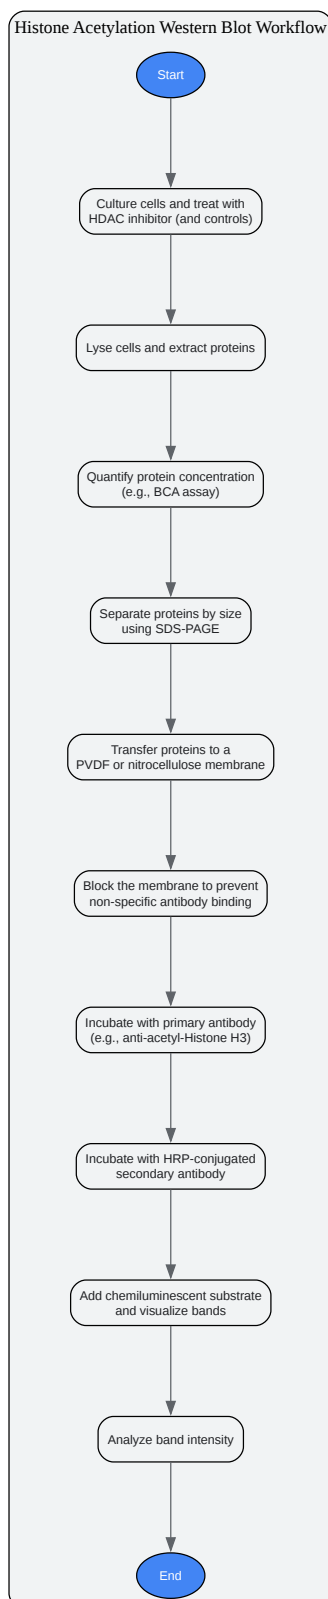 Histone Acetylation Western Blot Workflow
Start
Culture cells and treat with
HDAC inhibitor (and controls)
Lyse cells and extract proteins
Quantify protein concentration
(e.g., BCA assay)
Separate proteins by size
using SDS-PAGE
Transfer proteins to a
PVDF or nitrocellulose membrane
Block the membrane to prevent
non-specific antibody binding
Incubate with primary antibody
(e.g., anti-acetyl-Histone H3)
Incubate with HRP-conjugated
secondary antibody
Add chemiluminescent substrate
and visualize bands
Analyze band intensity
End